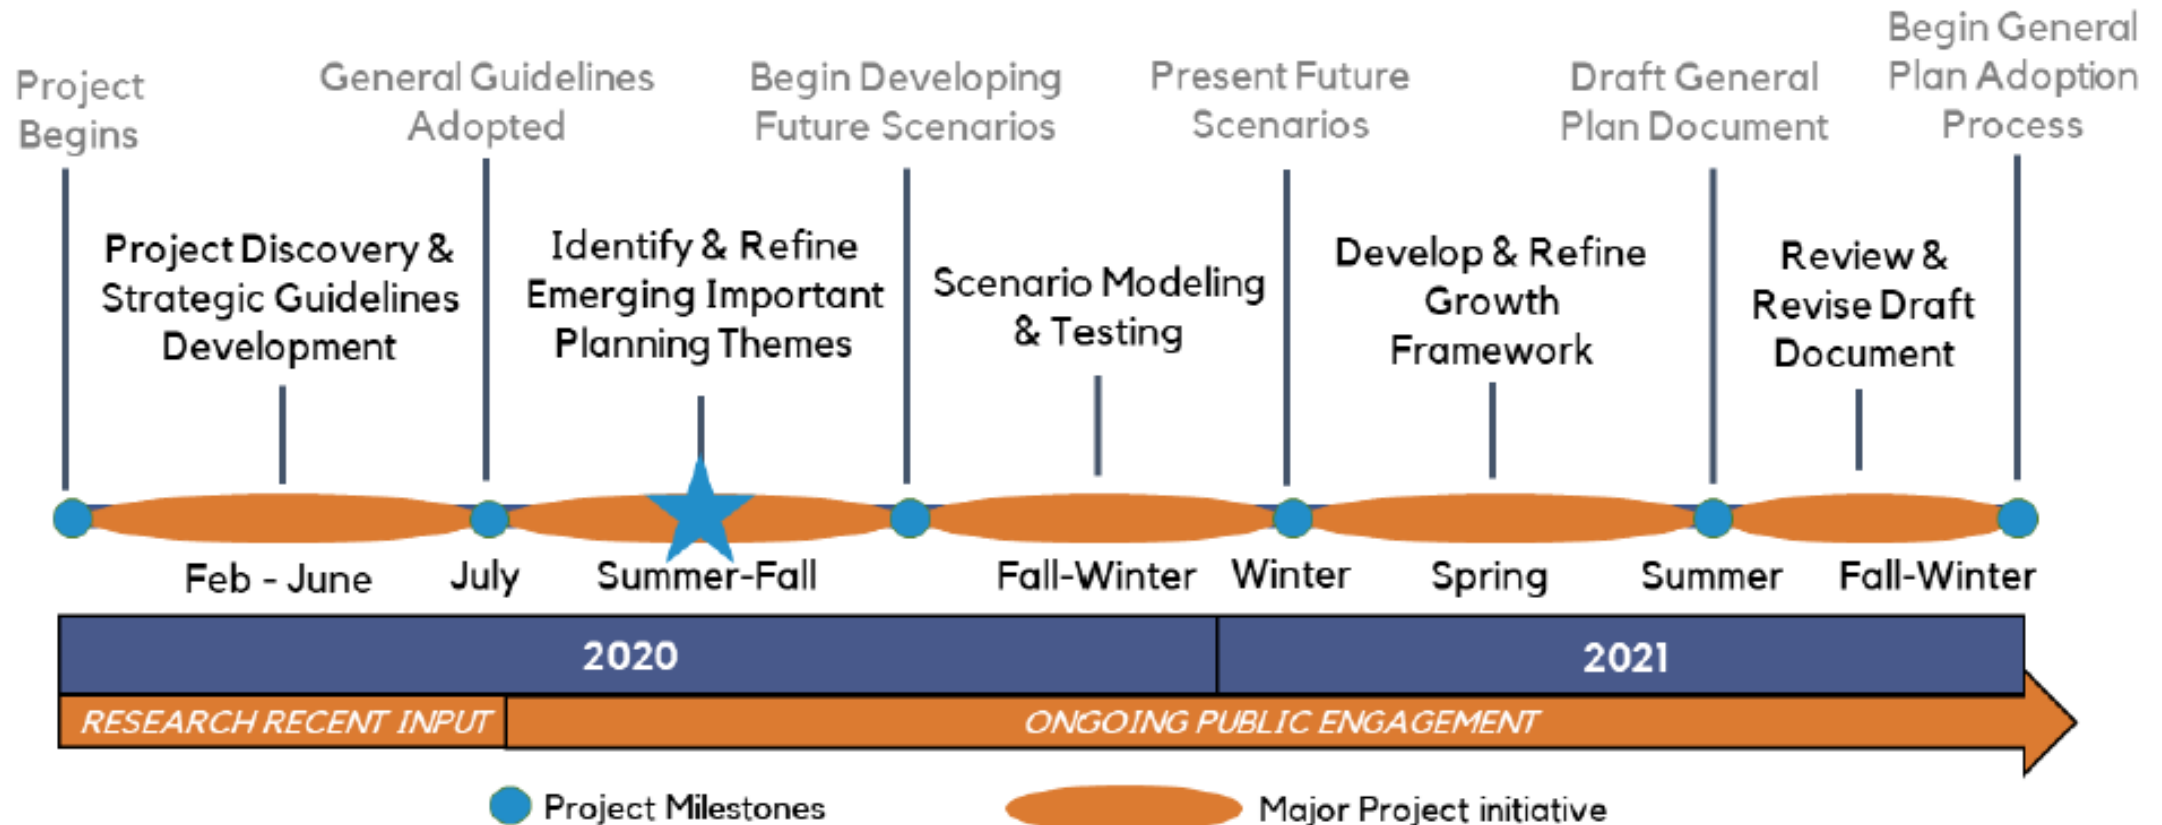 Project
Begins
General Guidelines
Adopted
Begin Developing
Future Scenarios
Present Future
Scenarios
Draft General
Plan Document
Begin General
Plan Adoption
Process
Project Discovery &
Strategic Guidelines
Development
Identify & Refine
Emerging Important
Planning Themes
Scenario Modeling
& Testing
Develop & Refine
Growth
Framework
Review &
Revise Draft
Document
Feb - June
July
Summer-Fall
Fall-Winter
Winter
Spring
Summer
Fall-Winter
2020
2021
RESEARCH RECENT INPUT
ONGOING PUBLIC ENGAGEMENT
Project Milestones
Major Project initiative